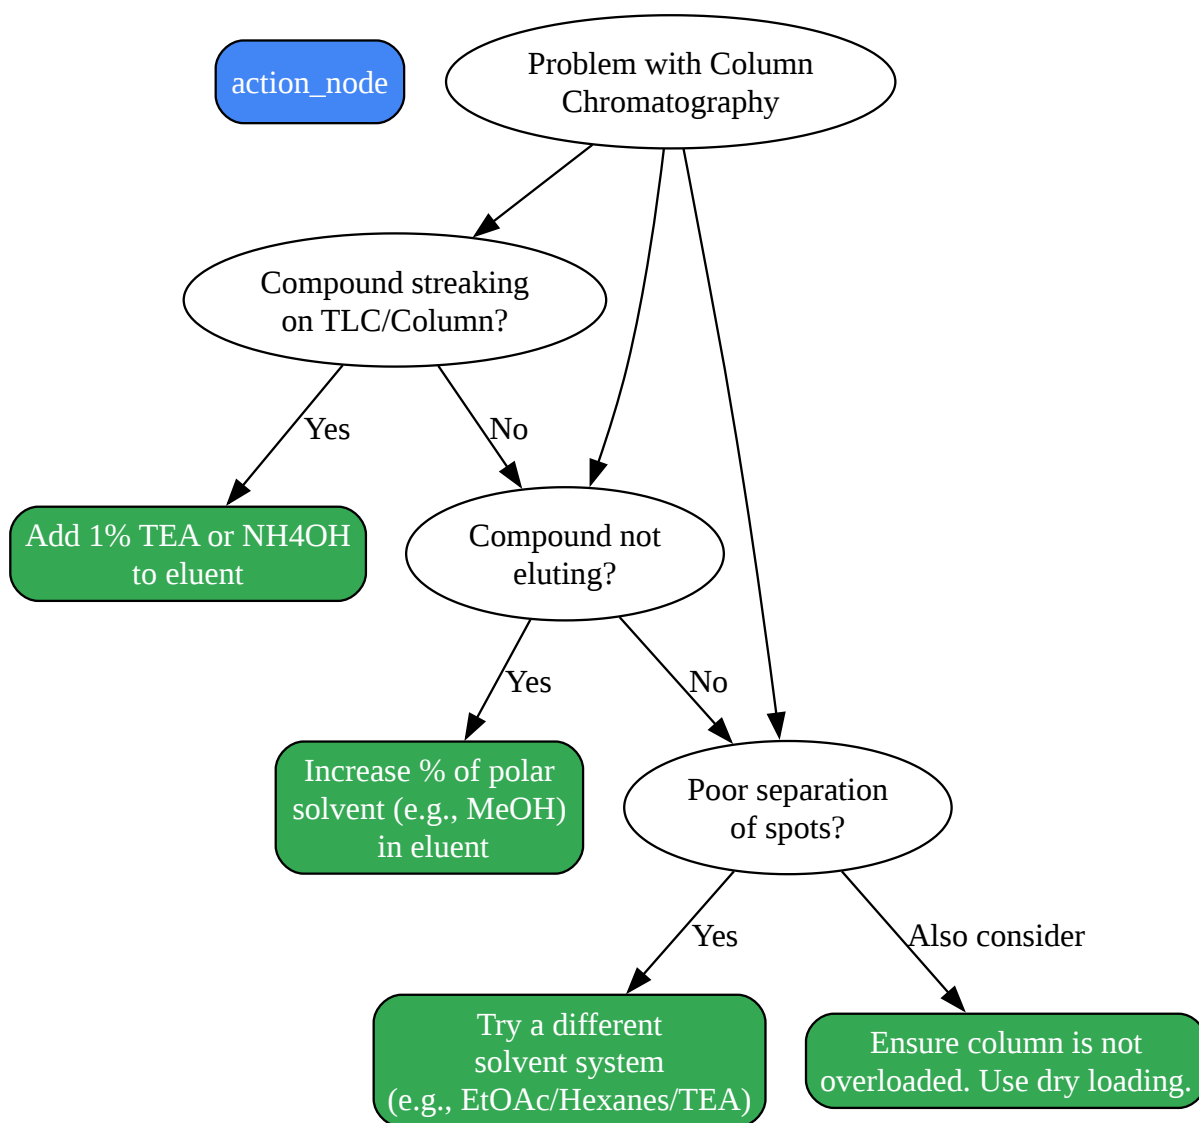 action_node
Problem with Column
Chromatography
Compound streaking
on TLC/Column?
Yes
No
Add 1% TEA or NH4OH
to eluent
Compound not
eluting?
Yes
No
Increase % of polar
solvent (e.g., MeOH)
in eluent
Poor separation
of spots?
Yes
Also consider
Try a different
solvent system
(e.g., EtOAc/Hexanes/TEA)
Ensure column is not
overloaded. Use dry loading.